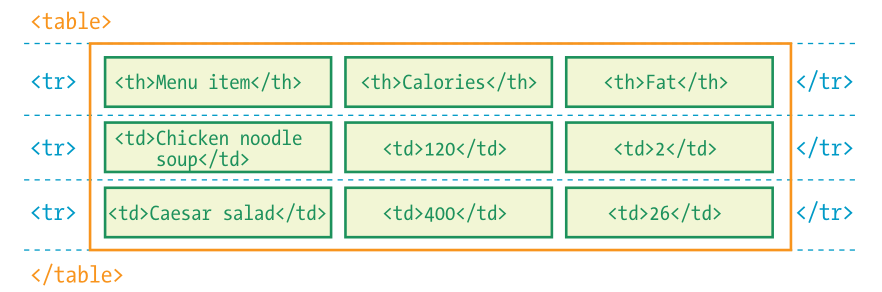 <table>
<tr> <th>Menu item</th> <th>Calories</th> <th>Fat</th> </tr>
<tr> <td>Chicken noodle soup</td> <td>120</td> <td>2</td> </tr>
<tr> <td>Caesar salad</td> <td>400</td> <td>26</td> </tr>
</table>